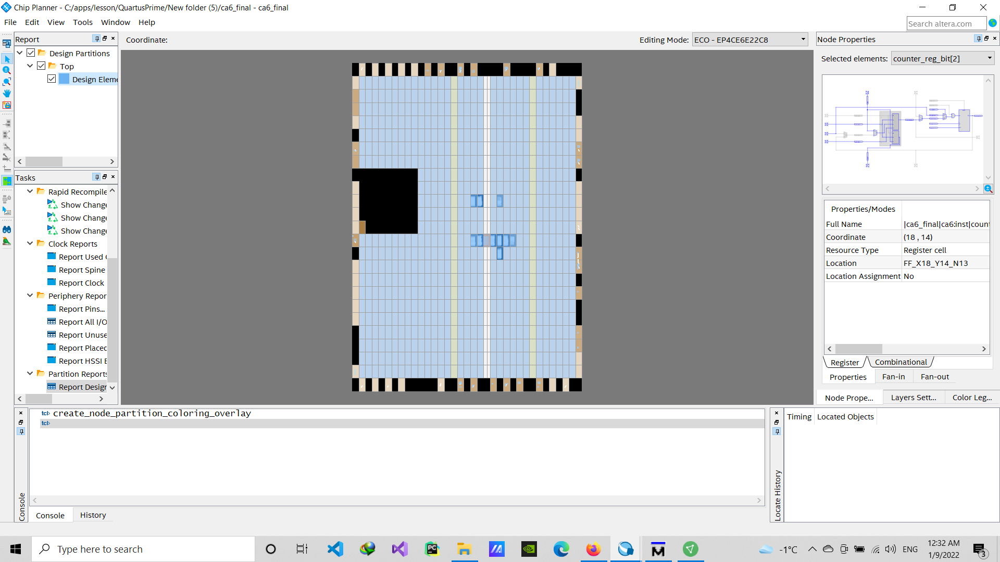 Chip Planner - C:/apps/lesson/QuartusPrime/New folder (5)/ca6_final - ca6_final
File Edit View Tools Window Help
Search altera.com
Report
Design Partitions
Top
Design Eleme
Tasks
Rapid Recompile
Show Change
Show Change
Show Change
Clock Reports
Report Used
Report Spine
Report Clock
Periphery Repor
Report Pins...
Report All I/O
Report Unuse
Report Placed
Report HSSI
Partition Reports
Report Design
Coordinate:
Editing Mode: ECO - EP4CE6E22C8
Node Properties
Selected elements: counter_reg_bit[2]
Properties/Modes
Full Name |ca6_final|ca6:inst|count
Coordinate (18 , 14)
Resource Type Register cell
Location FF_X18_Y14_N13
Location Assignment No
Register Combinational
Properties Fan-in Fan-out
Node Prope... Layers Sett... Color Leg...
tcl> create_node_partition_coloring_overlay
tcl>
Console
Console History
Locate History
Timing Located Objects
Type here to search
PC
-1°C
ENG
12:32 AM
1/9/2022
3